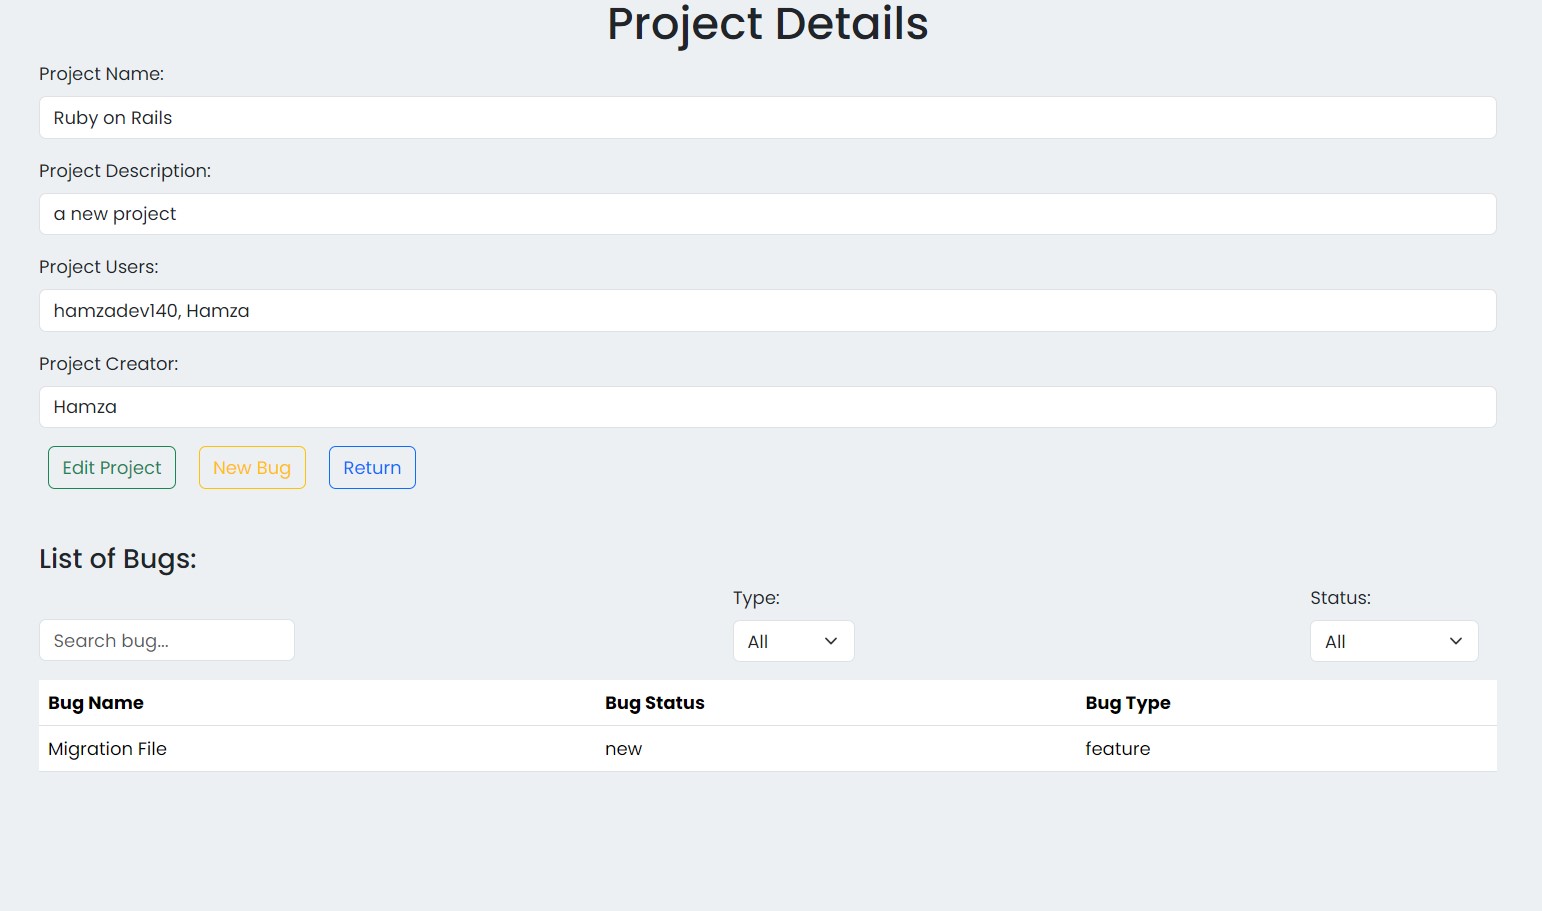 Project Details
Project Name:
Ruby on Rails
Project Description:
a new project
Project Users:
hamzadev140, Hamza
Project Creator:
Hamza
Edit Project New Bug Return
List of Bugs:
Type: Status:
Search bug... All All
Bug Name Bug Status Bug Type
Migration File new feature